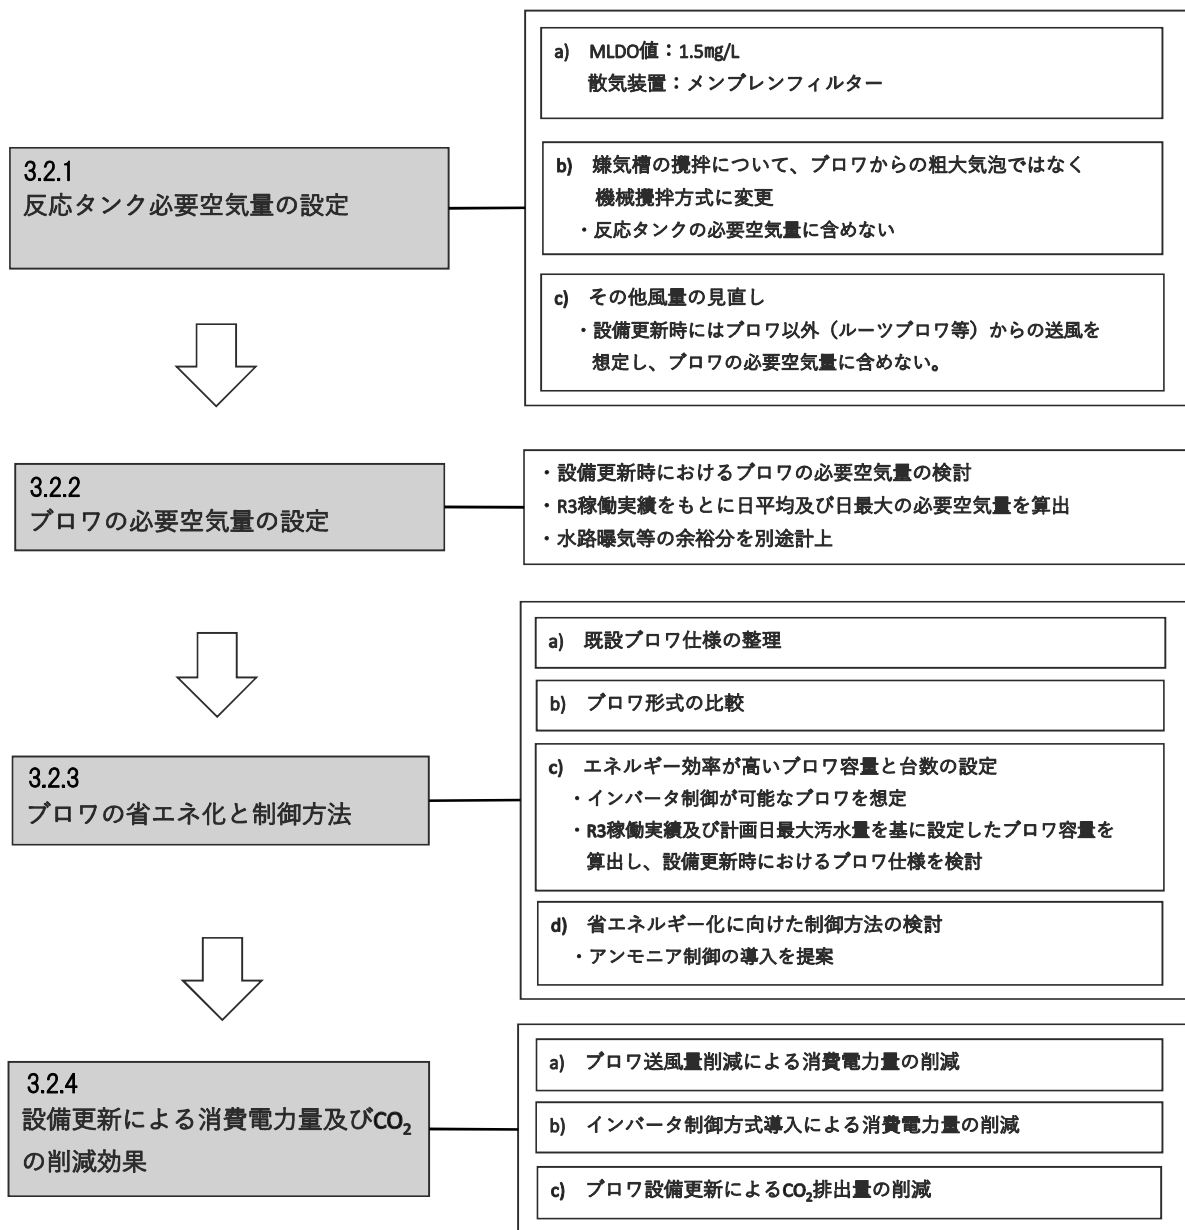 3.2.1
反応タンク必要空気量の設定
a) MLDO値：1.5㎎/L
散気装置：メンブレンフィルター
b) 嫌気槽の攪拌について、ブロワからの粗大気泡ではなく
機械攪拌方式に変更
・反応タンクの必要空気量に含めない
c) その他風量の見直し
・設備更新時にはブロワ以外（ルーツブロワ等）からの送風を
想定し、ブロワの必要空気量に含めない。
3.2.2
ブロワの必要空気量の設定
・設備更新時におけるブロワの必要空気量の検討
・R3稼働実績をもとに日平均及び日最大の必要空気量を算出
・水路曝気等の余裕分を別途計上
3.2.3
ブロワの省エネ化と制御方法
a) 既設ブロワ仕様の整理
b) ブロワ形式の比較
c) エネルギー効率が高いブロワ容量と台数の設定
・インバータ制御が可能なブロワを想定
・R3稼働実績及び計画日最大汚水量を基に設定したブロワ容量を
算出し、設備更新時におけるブロワ仕様を検討
d) 省エネルギー化に向けた制御方法の検討
・アンモニア制御の導入を提案
3.2.4
設備更新による消費電力量及びCO₂
の削減効果
a) ブロワ送風量削減による消費電力量の削減
b) インバータ制御方式導入による消費電力量の削減
c) ブロワ設備更新によるCO₂排出量の削減